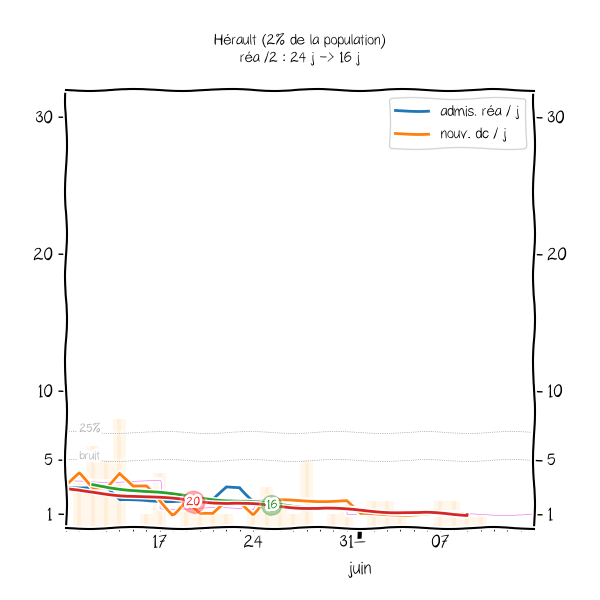 Hérault (2% de la population)
réa /2 : 24 j -> 16 j
admis. réa / j
nouv. dc / j
30
30
20
20
10
10
25%
5
bruit
5
20
16
1
1
17
24
31
07
juin